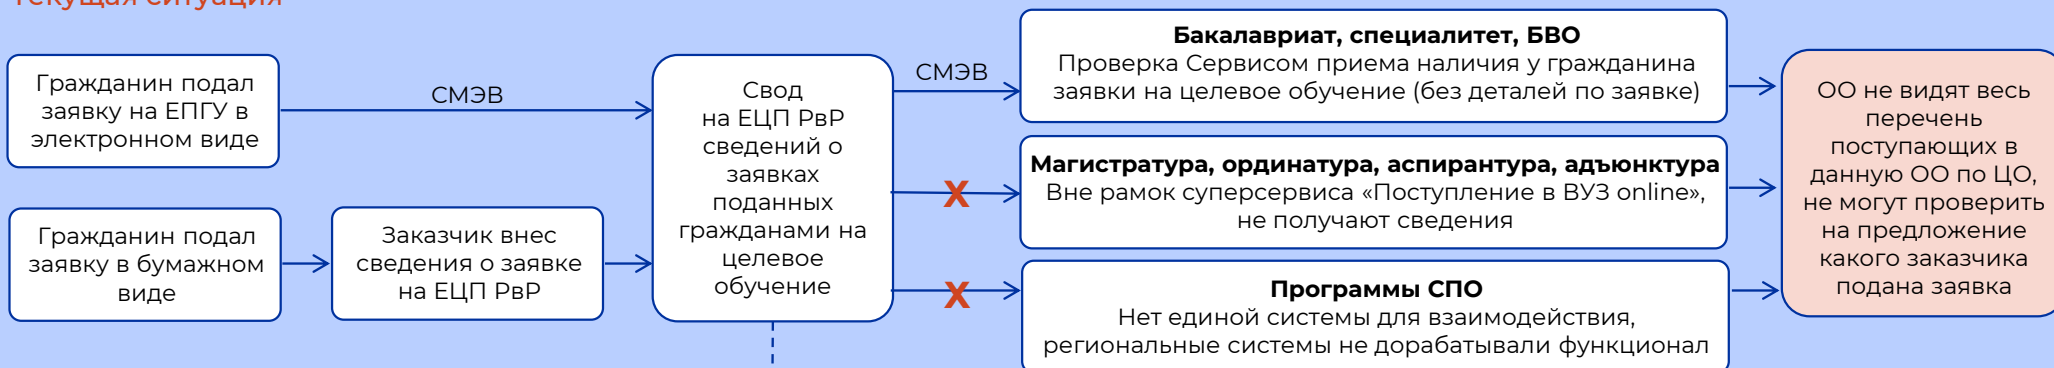 Текущая ситуация
Гражданин подал
заявку на ЕПГУ в
электронном виде
СМЭВ
Гражданин подал
заявку в бумажном
виде
Заказчик внес
сведения о заявке
на ЕЦП РвР
Свод
на ЕЦП РвР
сведений о
заявках
поданных
гражданами на
целевое
обучение
СМЭВ
Х
Х
Бакалавриат, специалитет, БВО
Проверка Сервисом приема наличия у гражданина
заявки на целевое обучение (без деталей по заявке)
Магистратура, ординатура, аспирантура, адъюнктура
Вне рамок суперсервиса «Поступление в ВУЗ online»,
не получают сведения
Программы СПО
Нет единой системы для взаимодействия,
региональные системы не дорабатывали функционал
ОО не видят весь
перечень
поступающих в
данную ОО по ЦО,
не могут проверить
на предложение
какого заказчика
подана заявка